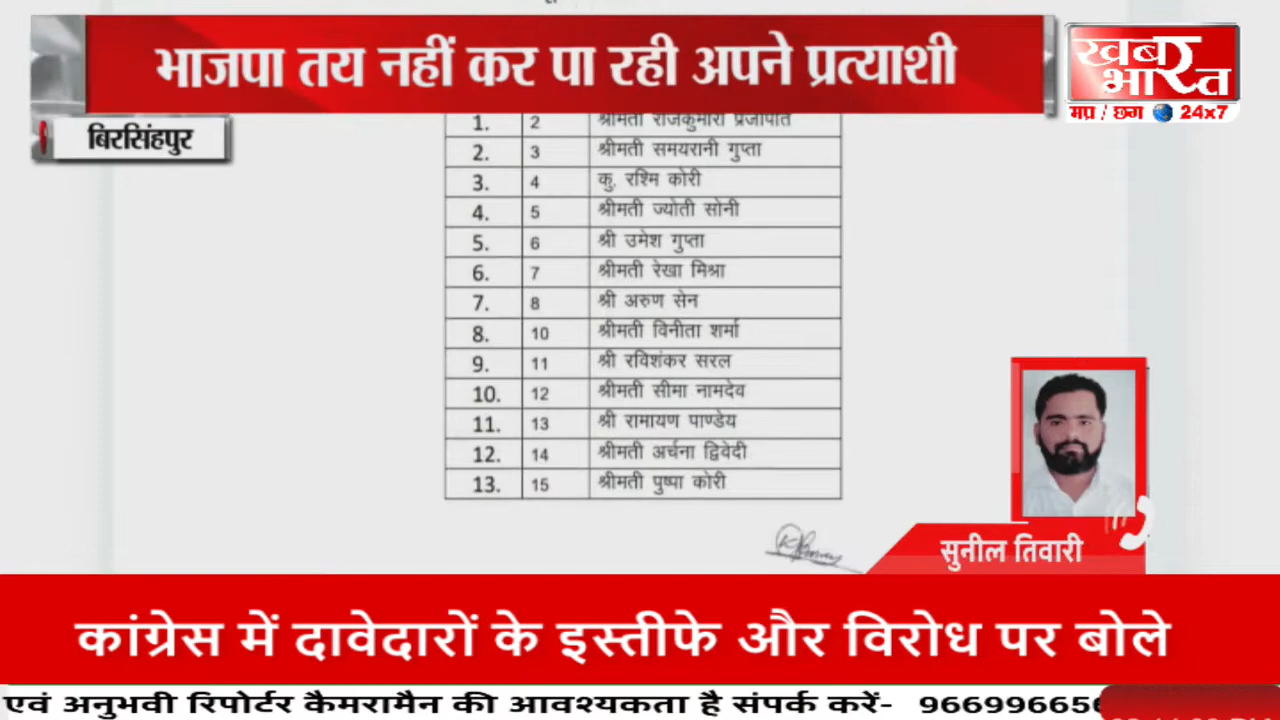 भाजपा तय नहीं कर पा रही अपने प्रत्याशी
खबर
भारत
मप्र / छग 24x7
बिरसिंहपुर
1. 2 श्रीमती राजकुमारी प्रजापति
2. 3 श्रीमती समयरानी गुप्ता
3. 4 कु. रश्मि कोरी
4. 5 श्रीमती ज्योती सोनी
5. 6 श्री उमेश गुप्ता
6. 7 श्रीमती रेखा मिश्रा
7. 8 श्री अरुण सेन
8. 10 श्रीमती विनीता शर्मा
9. 11 श्री रविशंकर सरल
10. 12 श्रीमती सीमा नामदेव
11. 13 श्री रामायण पाण्डेय
12. 14 श्रीमती अर्चना द्विवेदी
13. 15 श्रीमती पुष्पा कोरी
सुनील तिवारी
कांग्रेस में दावेदारों के इस्तीफे और विरोध पर बोले
एवं अनुभवी रिपोर्टर कैमरामैन की आवश्यकता है संपर्क करें- 966996656